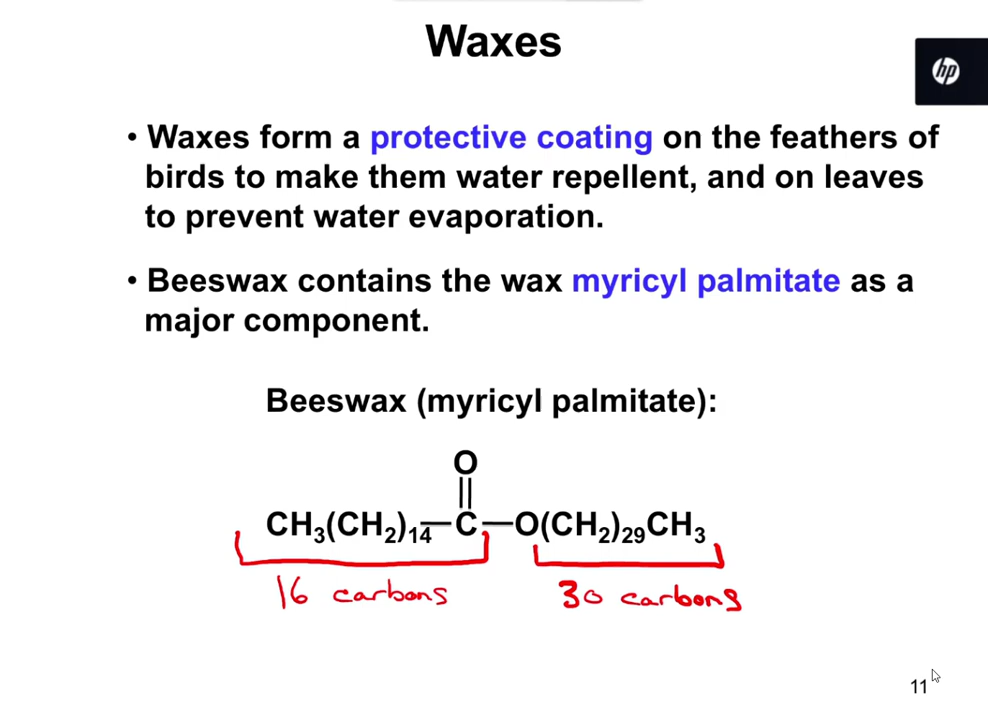 Waxes
hp
• Waxes form a protective coating on the feathers of
birds to make them water repellent, and on leaves
to prevent water evaporation.
• Beeswax contains the wax myricyl palmitate as a
major component.
Beeswax (myricyl palmitate):
O
||
CH₃(CH₂)₁₄—C—O(CH₂)₂₉CH₃
16 carbons 30 carbons
11